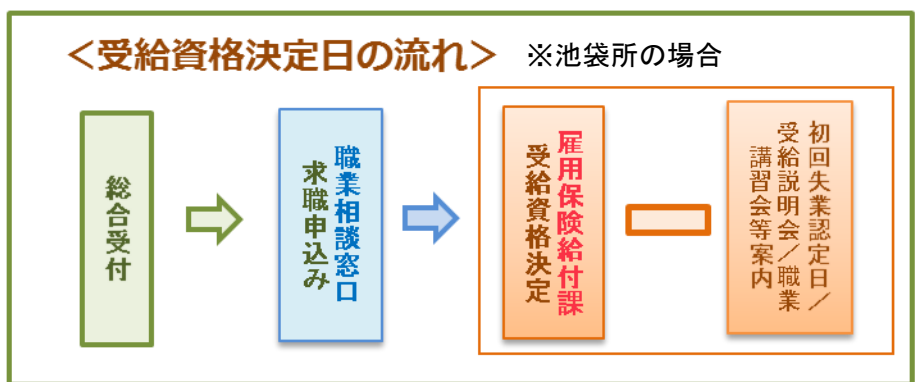 ＜受給資格決定日の流れ＞
※池袋所の場合
総合受付
職業相談窓口
求職申込み
雇用保険給付課
受給資格決定
初回失業認定日／
受給説明会／職業
講習会等案内